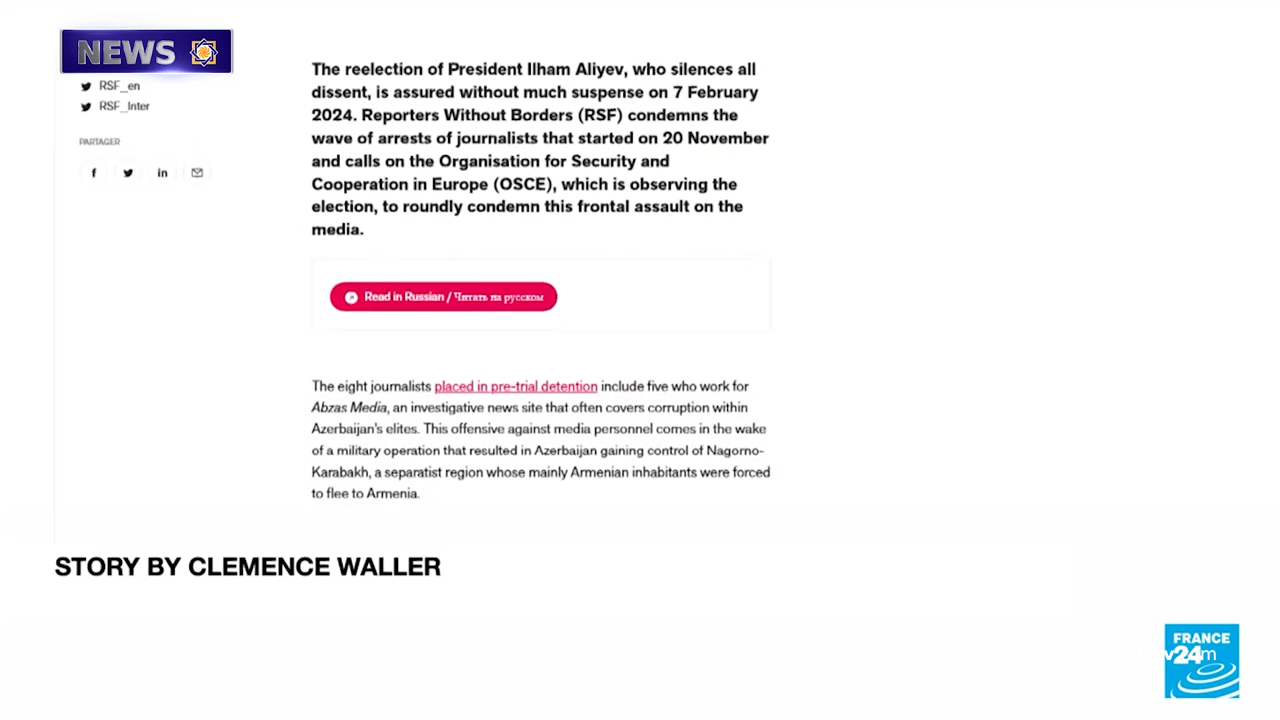 NEWS
RSF_en
RSF_Inter
PARTAGER
f
in
The reelection of President Ilham Aliyev, who silences all
dissent, is assured without much suspense on 7 February
2024. Reporters Without Borders (RSF) condemns the
wave of arrests of journalists that started on 20 November
and calls on the Organisation for Security and
Cooperation in Europe (OSCE), which is observing the
election, to roundly condemn this frontal assault on the
media.
Read in Russian / Читать на русском
The eight journalists placed in pre-trial detention include five who work for
Abzas Media, an investigative news site that often covers corruption within
Azerbaijan's elites. This offensive against media personnel comes in the wake
of a military operation that resulted in Azerbaijan gaining control of Nagorno-
Karabakh, a separatist region whose mainly Armenian inhabitants were forced
to flee to Armenia.
STORY BY CLEMENCE WALLER
FRANCE
24